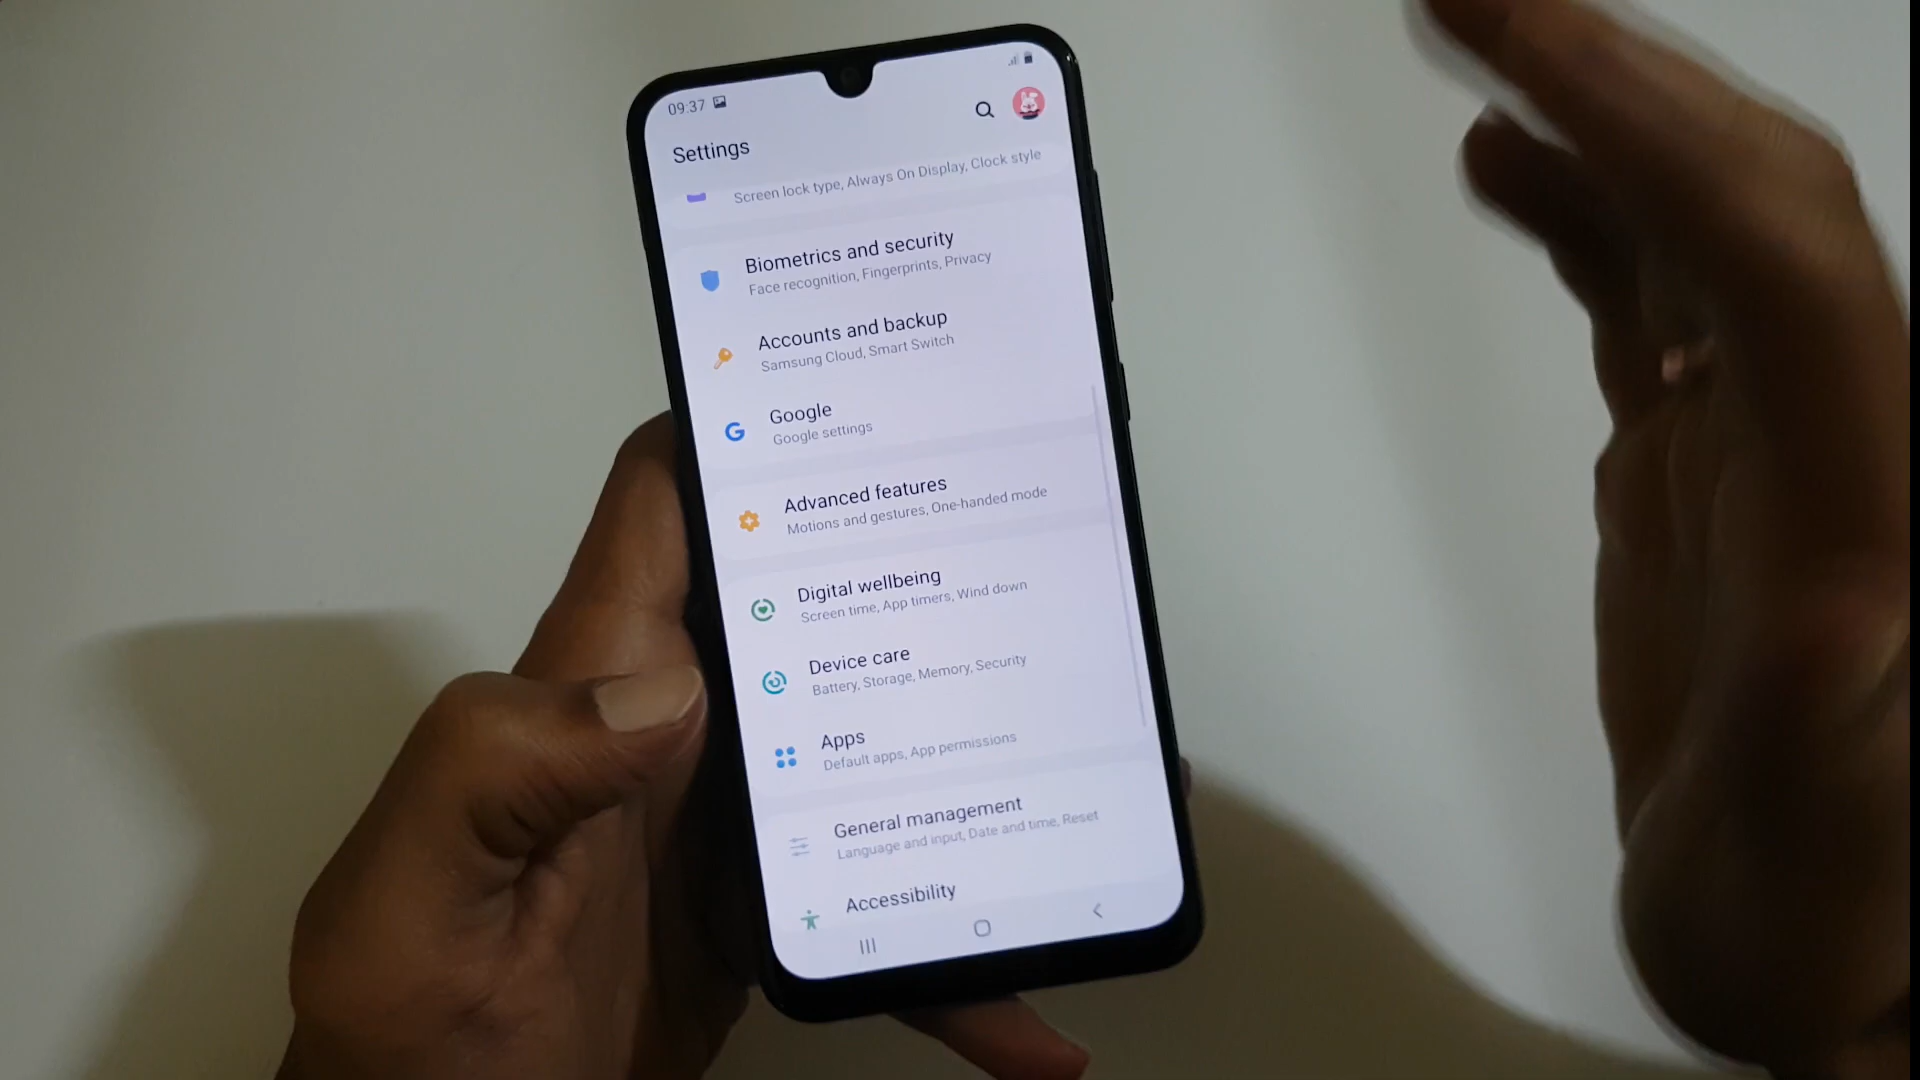 09:37
Settings
Screen lock type, Always On Display, Clock style
Biometrics and security
Face recognition, Fingerprints, Privacy
Accounts and backup
Samsung Cloud, Smart Switch
Google
Google settings
Advanced features
Motions and gestures, One-handed mode
Digital wellbeing
Screen time, App timers, Wind down
Device care
Battery, Storage, Memory, Security
Apps
Default apps, App permissions
General management
Language and input, Date and time, Reset
Accessibility